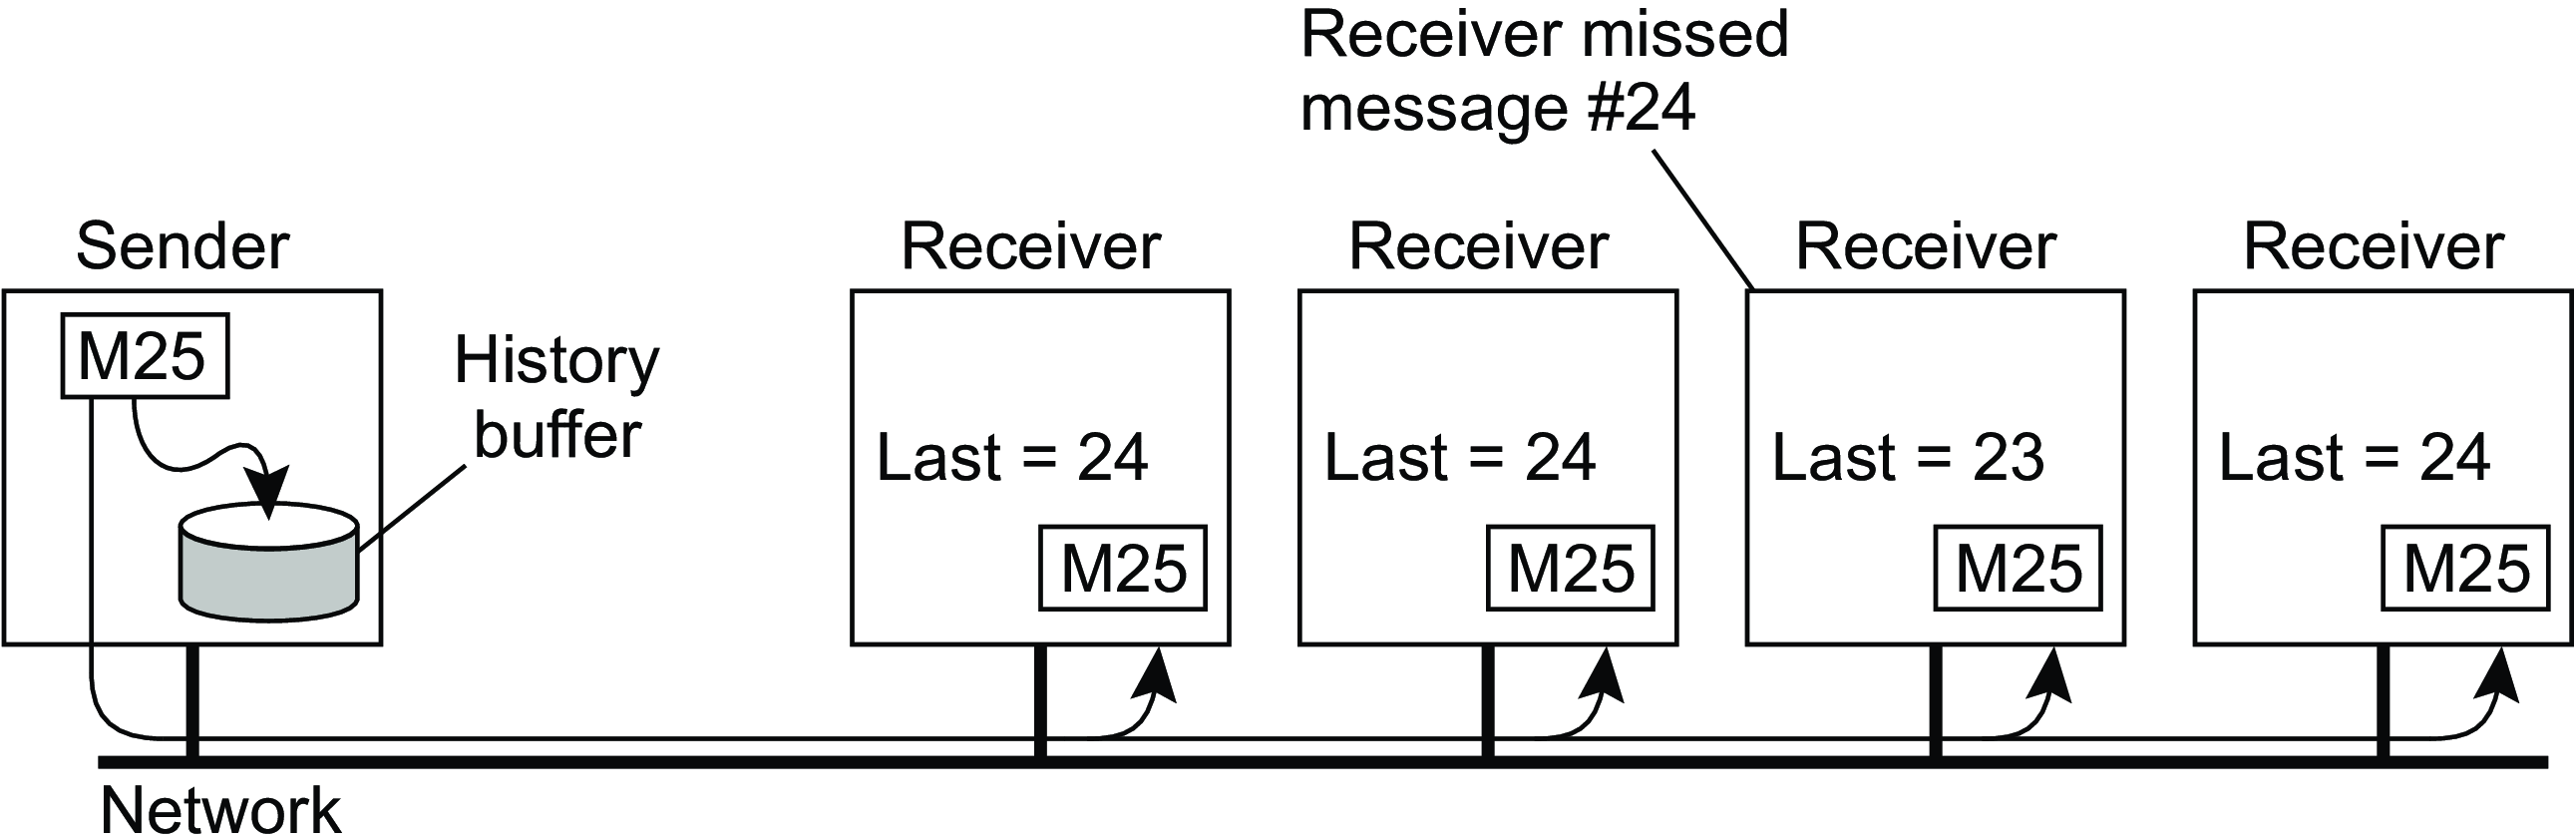 Receiver missed
message #24
Sender
Receiver
Receiver
Receiver
Receiver
M25
History
buffer
Last = 24
Last = 24
Last = 23
Last = 24
M25
M25
M25
M25
Network